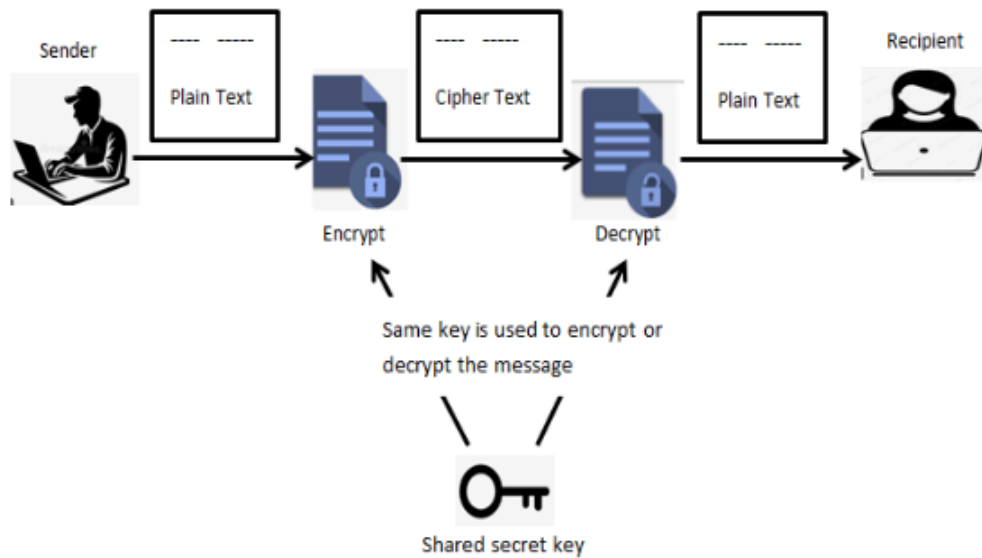 Sender
---- -----
Plain Text
---- -----
Cipher Text
---- -----
Plain Text
Recipient
Encrypt
Decrypt
Same key is used to encrypt or
decrypt the message
Shared secret key